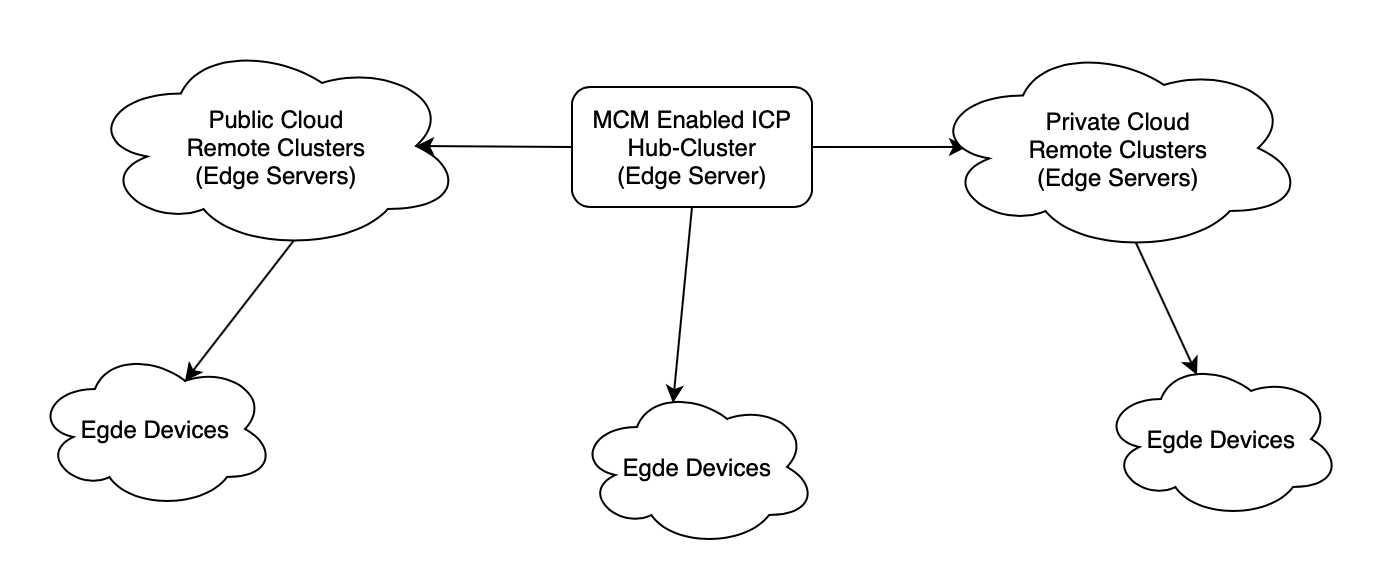 Public Cloud
Remote Clusters
(Edge Servers)
MCM Enabled ICP
Hub-Cluster
(Edge Server)
Private Cloud
Remote Clusters
(Edge Servers)
Egde Devices
Egde Devices
Egde Devices